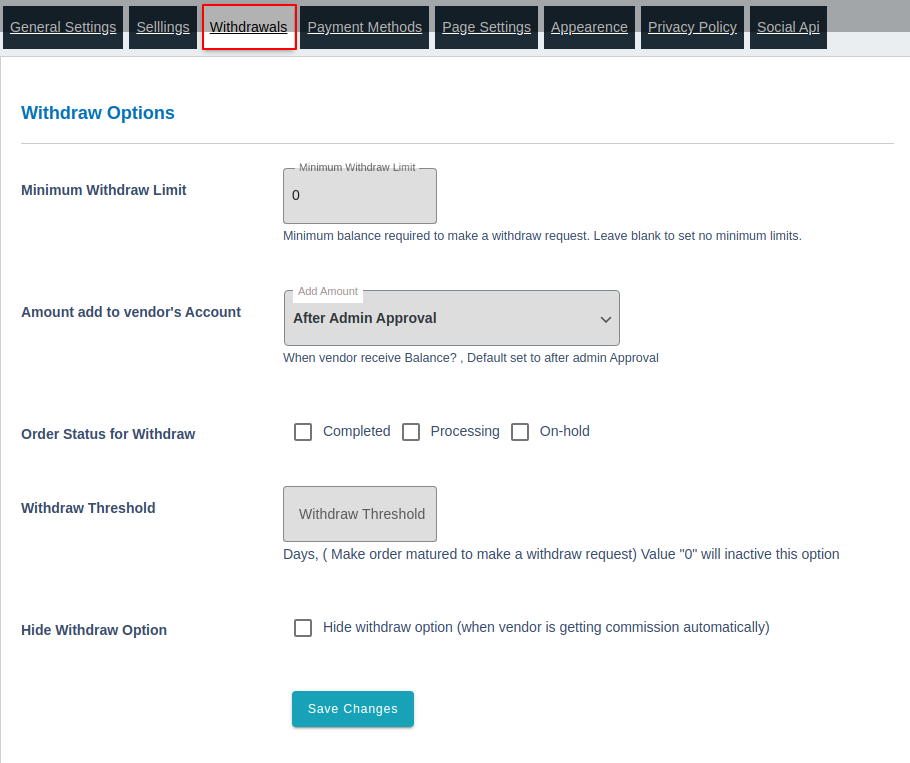 General Settings Selllings Withdrawals Payment Methods Page Settings Appearence Privacy Policy Social Api
Withdraw Options
Minimum Withdraw Limit
Minimum Withdraw Limit
0
Minimum balance required to make a withdraw request. Leave blank to set no minimum limits.
Add Amount
Amount add to vendor's Account
After Admin Approval
When vendor receive Balance? , Default set to after admin Approval
Order Status for Withdraw
Completed Processing On-hold
Withdraw Threshold
Withdraw Threshold
Days, ( Make order matured to make a withdraw request) Value "0" will inactive this option
Hide Withdraw Option
Hide withdraw option (when vendor is getting commission automatically)
Save Changes